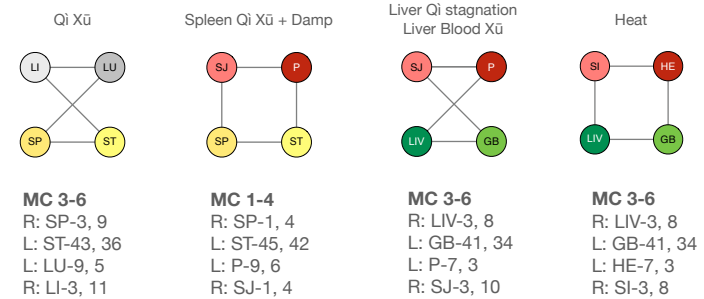 Qì Xū
LI
LU
SP
ST
MC 3-6
R: SP-3, 9
L: ST-43, 36
L: LU-9, 5
R: LI-3, 11
Spleen Qì Xū + Damp
SJ
P
SP
ST
MC 1-4
R: SP-1, 4
L: ST-45, 42
L: P-9, 6
R: SJ-1, 4
Liver Qì stagnation
Liver Blood Xū
SJ
P
LIV
GB
MC 3-6
R: LIV-3, 8
L: GB-41, 34
L: P-7, 3
R: SJ-3, 10
Heat
SI
HE
LIV
GB
MC 3-6
R: LIV-3, 8
L: GB-41, 34
L: HE-7, 3
R: SI-3, 8